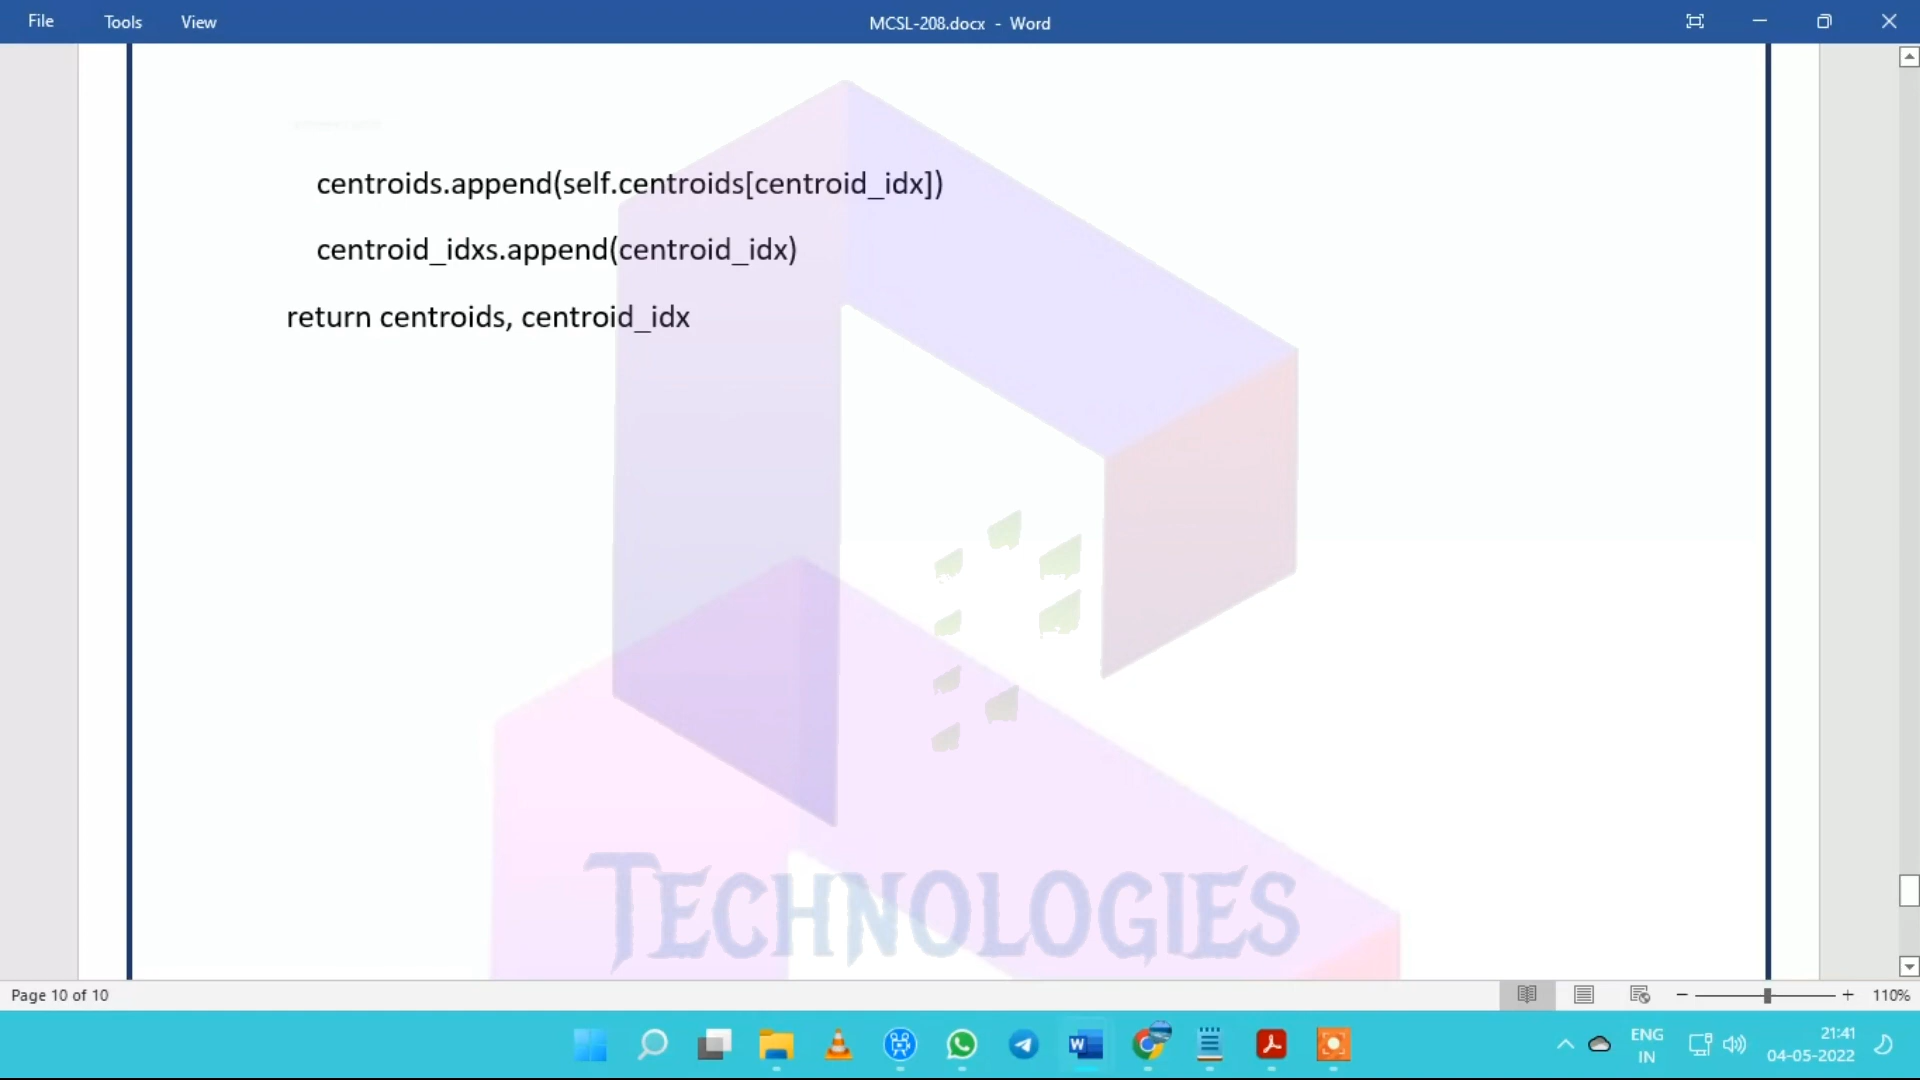 File Tools View MCSL-208.docx - Word
centroids.append(self.centroids[centroid_idx])
centroid_idxs.append(centroid_idx)
return centroids, centroid_idx
TECHNOLOGIES
Page 10 of 10 110%
ENG 21:41
IN 04-05-2022